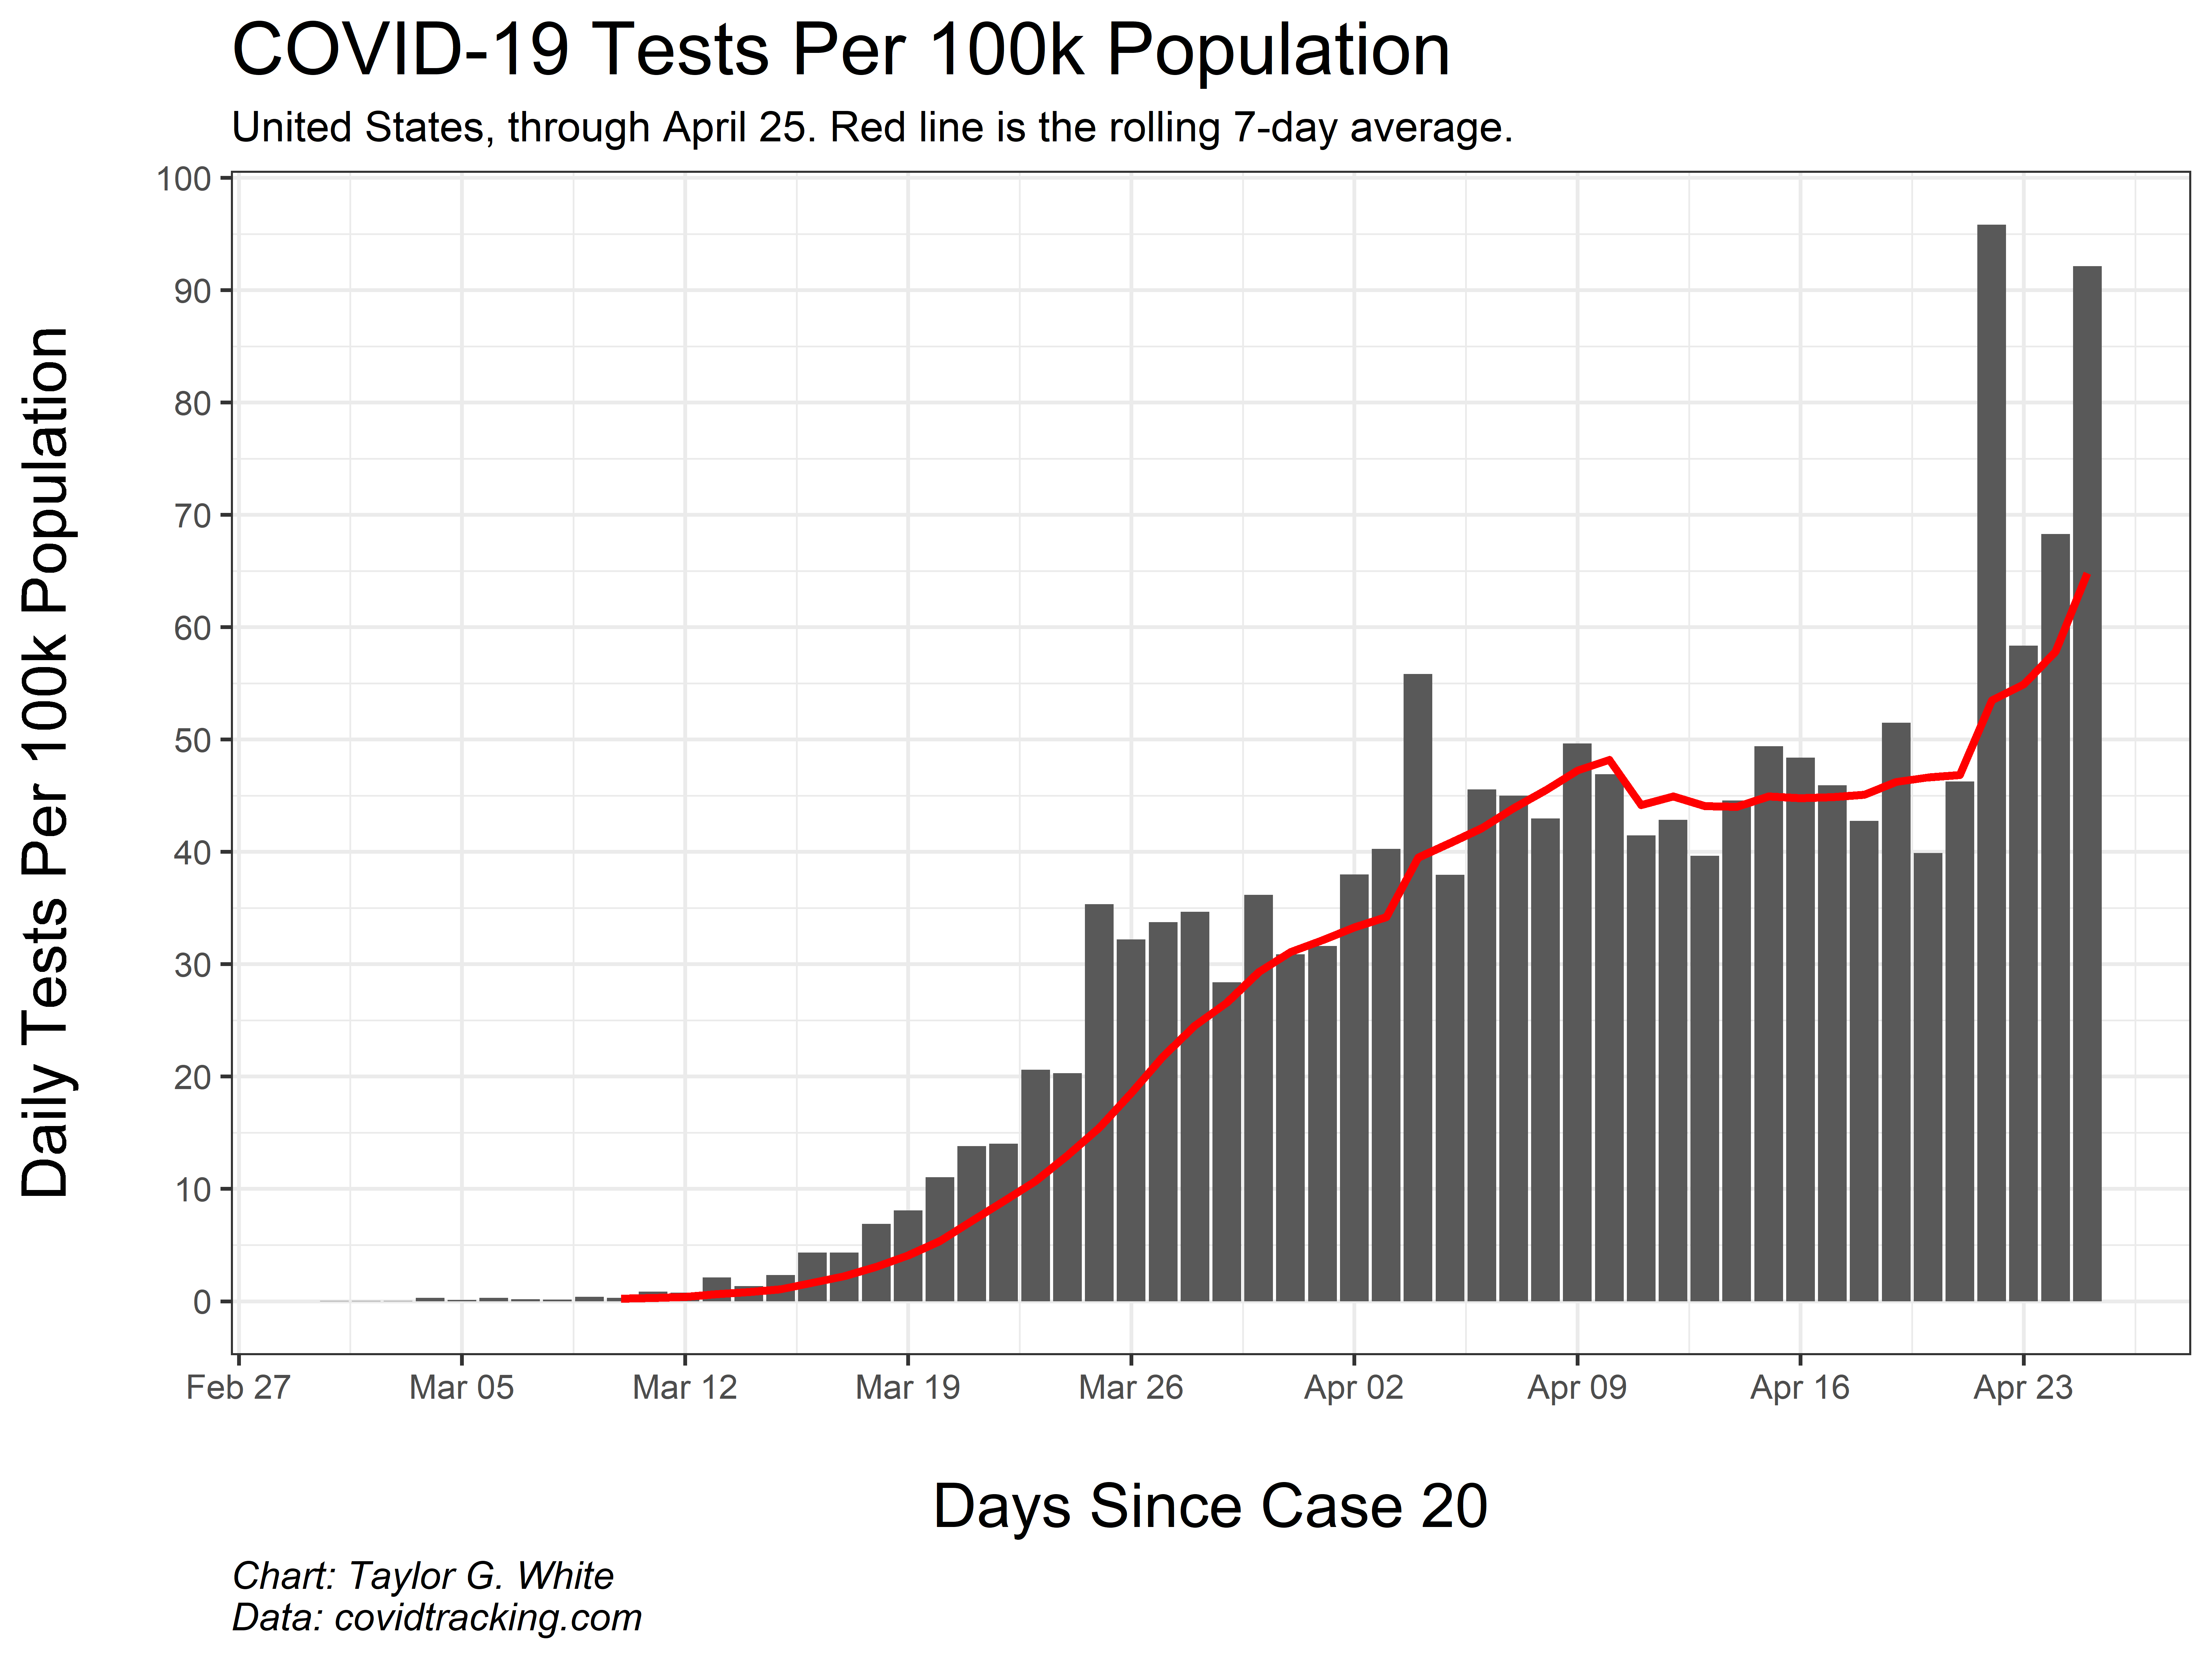 COVID-19 Tests Per 100k Population
United States, through April 25. Red line is the rolling 7-day average.
Daily Tests Per 100k Population
100
90
80
70
60
50
40
30
20
10
0
Feb 27 Mar 05 Mar 12 Mar 19 Mar 26 Apr 02 Apr 09 Apr 16 Apr 23
Days Since Case 20
Chart: Taylor G. White
Data: covidtracking.com